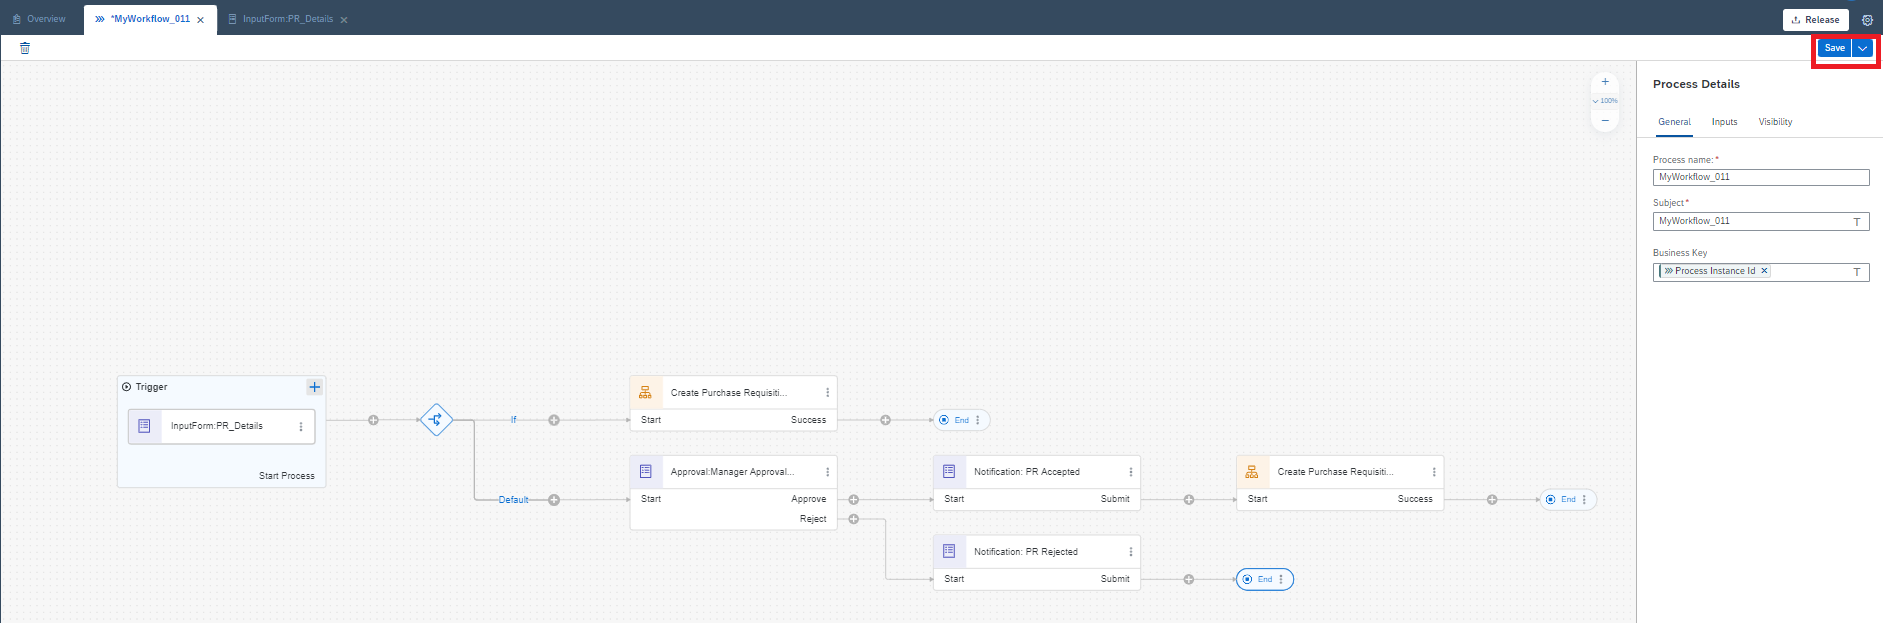 Overview
*MyWorkflow_011
InputForm:PR_Details
Release
Save
100%
Process Details
General Inputs Visibility
Process name:*
MyWorkflow_011
Subject*
MyWorkflow_011
Business Key
Process Instance Id
Trigger
InputForm:PR_Details
Start Process
If
Default
Create Purchase Requisiti...
Start Success
End
Approval:Manager Approval...
Start Approve
Reject
Notification: PR Accepted
Start Submit
Create Purchase Requisiti...
Start Success
End
Notification: PR Rejected
Start Submit
End